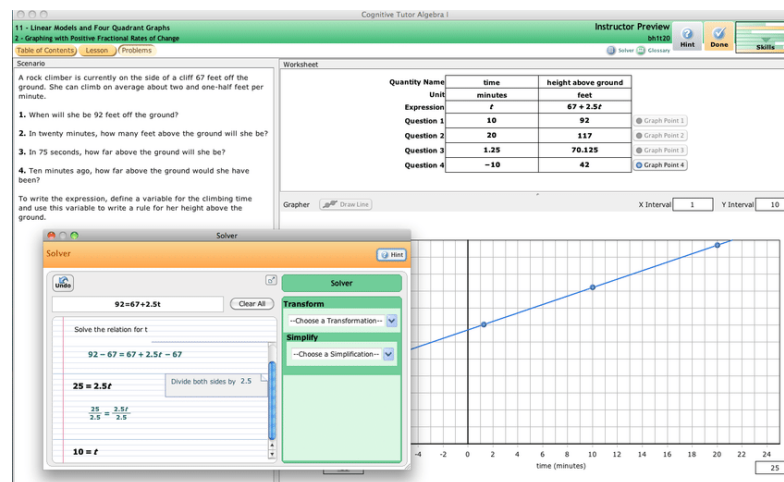 Cognitive Tutor Algebra I
11 - Linear Models and Four Quadrant Graphs
2 - Graphing with Positive Fractional Rates of Change
Instructor Preview
bh1t20
Table of Contents
Lesson
Problems
Solver
Glossary
Hint
Done
Skills
Scenario
A rock climber is currently on the side of a cliff 67 feet off the
ground. She can climb on average about two and one-half feet per
minute.
1. When will she be 92 feet off the ground?
2. In twenty minutes, how many feet above the ground will she be?
3. In 75 seconds, how far above the ground will she be?
4. Ten minutes ago, how far above the ground would she have
been?
To write the expression, define a variable for the climbing time
and use this variable to write a rule for her height above the
ground.
Worksheet
Quantity Name time height above ground
Unit minutes feet
Expression t 67 + 2.5t
Question 1 10 92 Graph Point 1
Question 2 20 117 Graph Point 2
Question 3 1.25 70.125 Graph Point 3
Question 4 -10 42 Graph Point 4
Grapher Draw Line X Interval 1 Y Interval 10
Solver
Solver
Hint
Undo
92=67+2.5t
Clear All
Solve the relation for t
92 − 67 = 67 + 2.5t − 67
25 = 2.5t
Divide both sides by 2.5
25/2.5 = 2.5t/2.5
10 = t
Solver
Transform
--Choose a Transformation--
Simplify
--Choose a Simplification--
-4 -2 0 2 4 6 8 10 12 14 16 18 20 22 24
time (minutes)
25